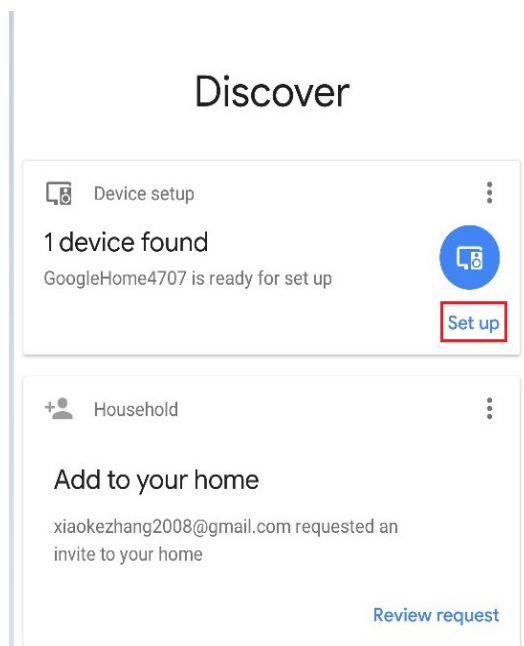 Discover
Device setup
1 device found
GoogleHome4707 is ready for set up
Set up
Household
Add to your home
xiaokezhang2008@gmail.com requested an
invite to your home
Review request